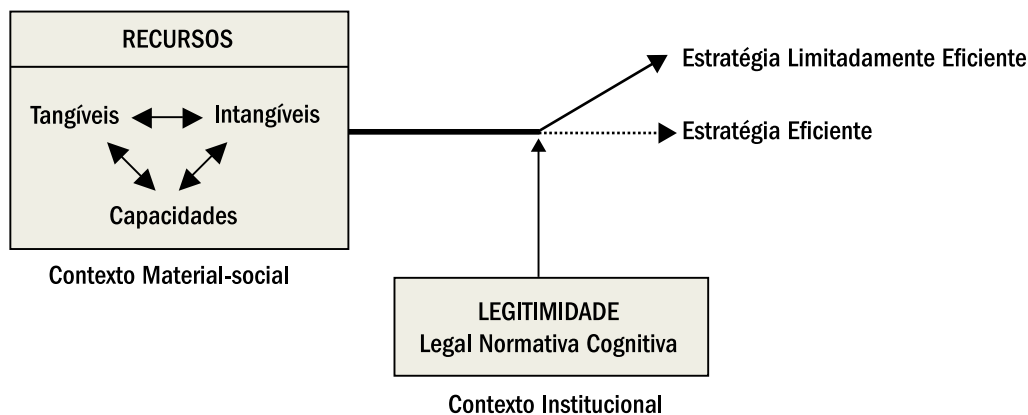 RECURSOS
Tangíveis
Intangíveis
Capacidades
Contexto Material-social
Estratégia Limitadamente Eficiente
Estratégia Eficiente
LEGITIMIDADE
Legal Normativa Cognitiva
Contexto Institucional